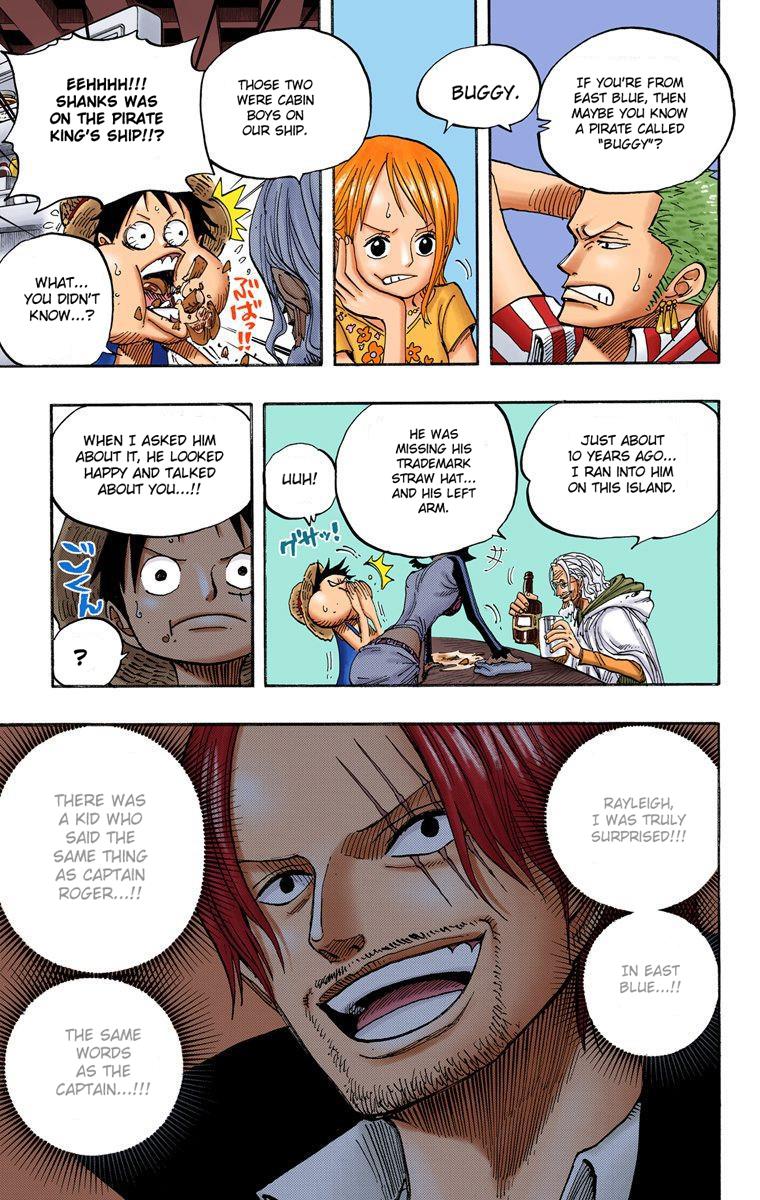 IF YOU'RE FROM
EAST BLUE, THEN
MAYBE YOU KNOW
A PIRATE CALLED
"BUGGY"?
BUGGY.
THOSE TWO
WERE CABIN
BOYS ON
OUR SHIP.
EEHHHH!!!
SHANKS WAS
ON THE PIRATE
KING'S SHIP!!?
WHAT...
YOU DIDN'T
KNOW...?
ぶばっ!!
JUST ABOUT
10 YEARS AGO...
I RAN INTO HIM
ON THIS ISLAND.
HE WAS
MISSING HIS
TRADEMARK
STRAW HAT...
AND HIS LEFT
ARM.
UUH!
グサッ!
WHEN I ASKED HIM
ABOUT IT, HE LOOKED
HAPPY AND TALKED
ABOUT YOU...!!
?
RAYLEIGH,
I WAS TRULY
SURPRISED!!!
IN EAST
BLUE...!!
THERE WAS
A KID WHO
SAID THE
SAME THING
AS CAPTAIN
ROGER...!!
THE SAME
WORDS
AS THE
CAPTAIN...!!!